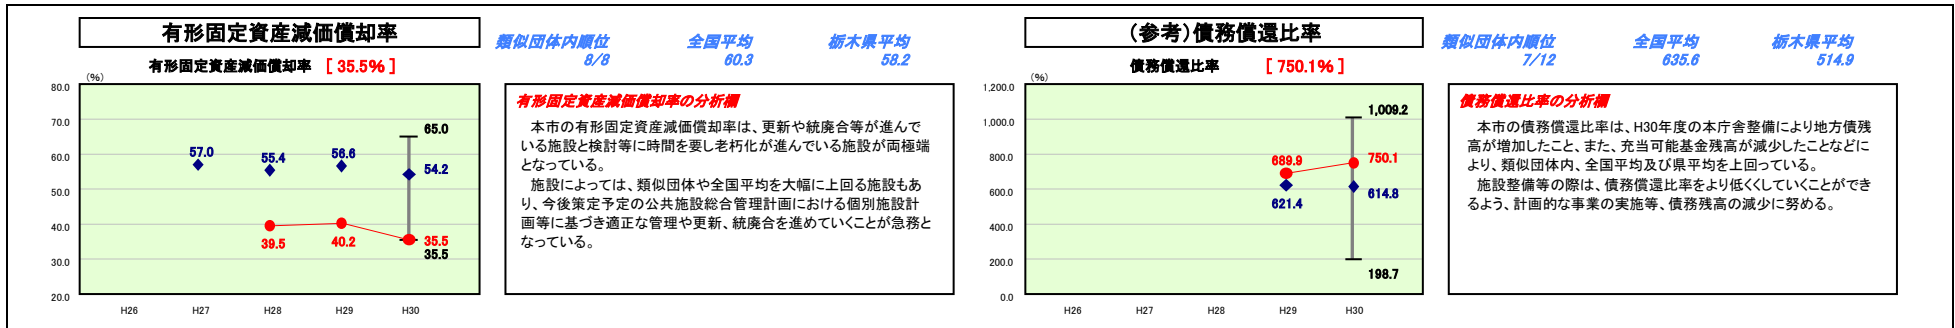 有形固定資産減価償却率
類似団体内順位 全国平均 栃木県平均
8/8 60.3 58.2
有形固定資産減価償却率 [ 35.5% ]
(%)
80.0
70.0
60.0
50.0
40.0
30.0
20.0
57.0
55.4
56.6
65.0
54.2
39.5
40.2
35.5
35.5
H26 H27 H28 H29 H30
有形固定資産減価償却率の分析欄
本市の有形固定資産減価償却率は、更新や統廃合等が進んで
いる施設と検討等に時間を要し老朽化が進んでいる施設が両極端
となっている。
施設によっては、類似団体や全国平均を大幅に上回る施設もあ
り、今後策定予定の公共施設総合管理計画における個別施設計
画等に基づき適正な管理や更新、統廃合を進めていくことが急務と
なっている。
(参考)債務償還比率
類似団体内順位 全国平均 栃木県平均
7/12 635.6 514.9
債務償還比率 [ 750.1% ]
(%)
1,200.0
1,000.0
800.0
600.0
400.0
200.0
0.0
1,009.2
689.9
750.1
621.4
614.8
198.7
H26 H27 H28 H29 H30
債務償還比率の分析欄
本市の債務償還比率は、H30年度の本庁舎整備により地方債残
高が増加したこと、また、充当可能基金残高が減少したことなどに
より、類似団体内、全国平均及び県平均を上回っている。
施設整備等の際は、債務償還比率をより低くくしていくことができ
るよう、計画的な事業の実施等、債務残高の減少に努める。